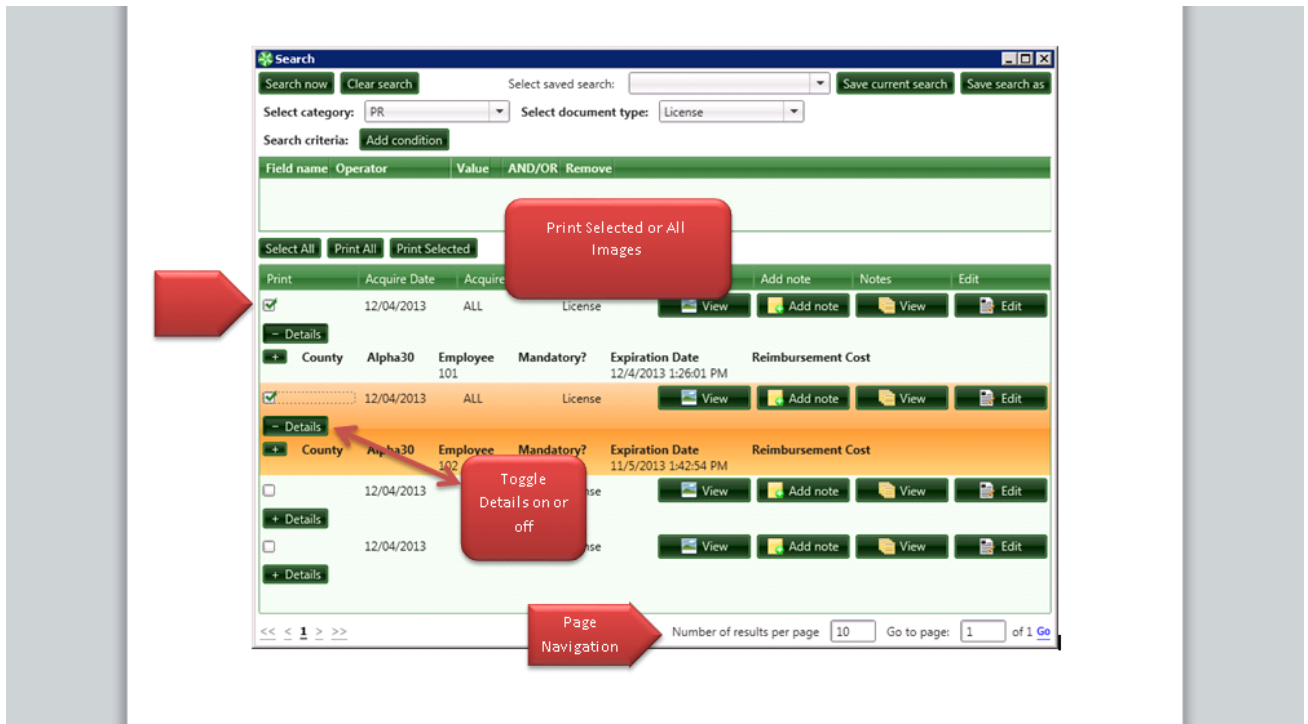 Search
Search now Clear search Select saved search: Save current search Save search as
Select category: PR Select document type: License
Search criteria: Add condition
Field name Operator Value AND/OR Remove
Print Selected or All
Images
Select All Print All Print Selected
Print Acquire Date Acquire Add note Notes Edit
12/04/2013 ALL License View Add note View Edit
− Details
+ County Alpha30 Employee Mandatory? Expiration Date Reimbursement Cost
101 12/4/2013 1:26:01 PM
12/04/2013 ALL License View Add note View Edit
− Details
+ County Alpha30 Employee Mandatory? Expiration Date Reimbursement Cost
102 11/5/2013 1:42:54 PM
Toggle
Details on or
off
12/04/2013 nse View Add note View Edit
+ Details
12/04/2013 nse View Add note View Edit
+ Details
Page
Navigation
<< < 1 > >> Number of results per page 10 Go to page: 1 of 1 Go